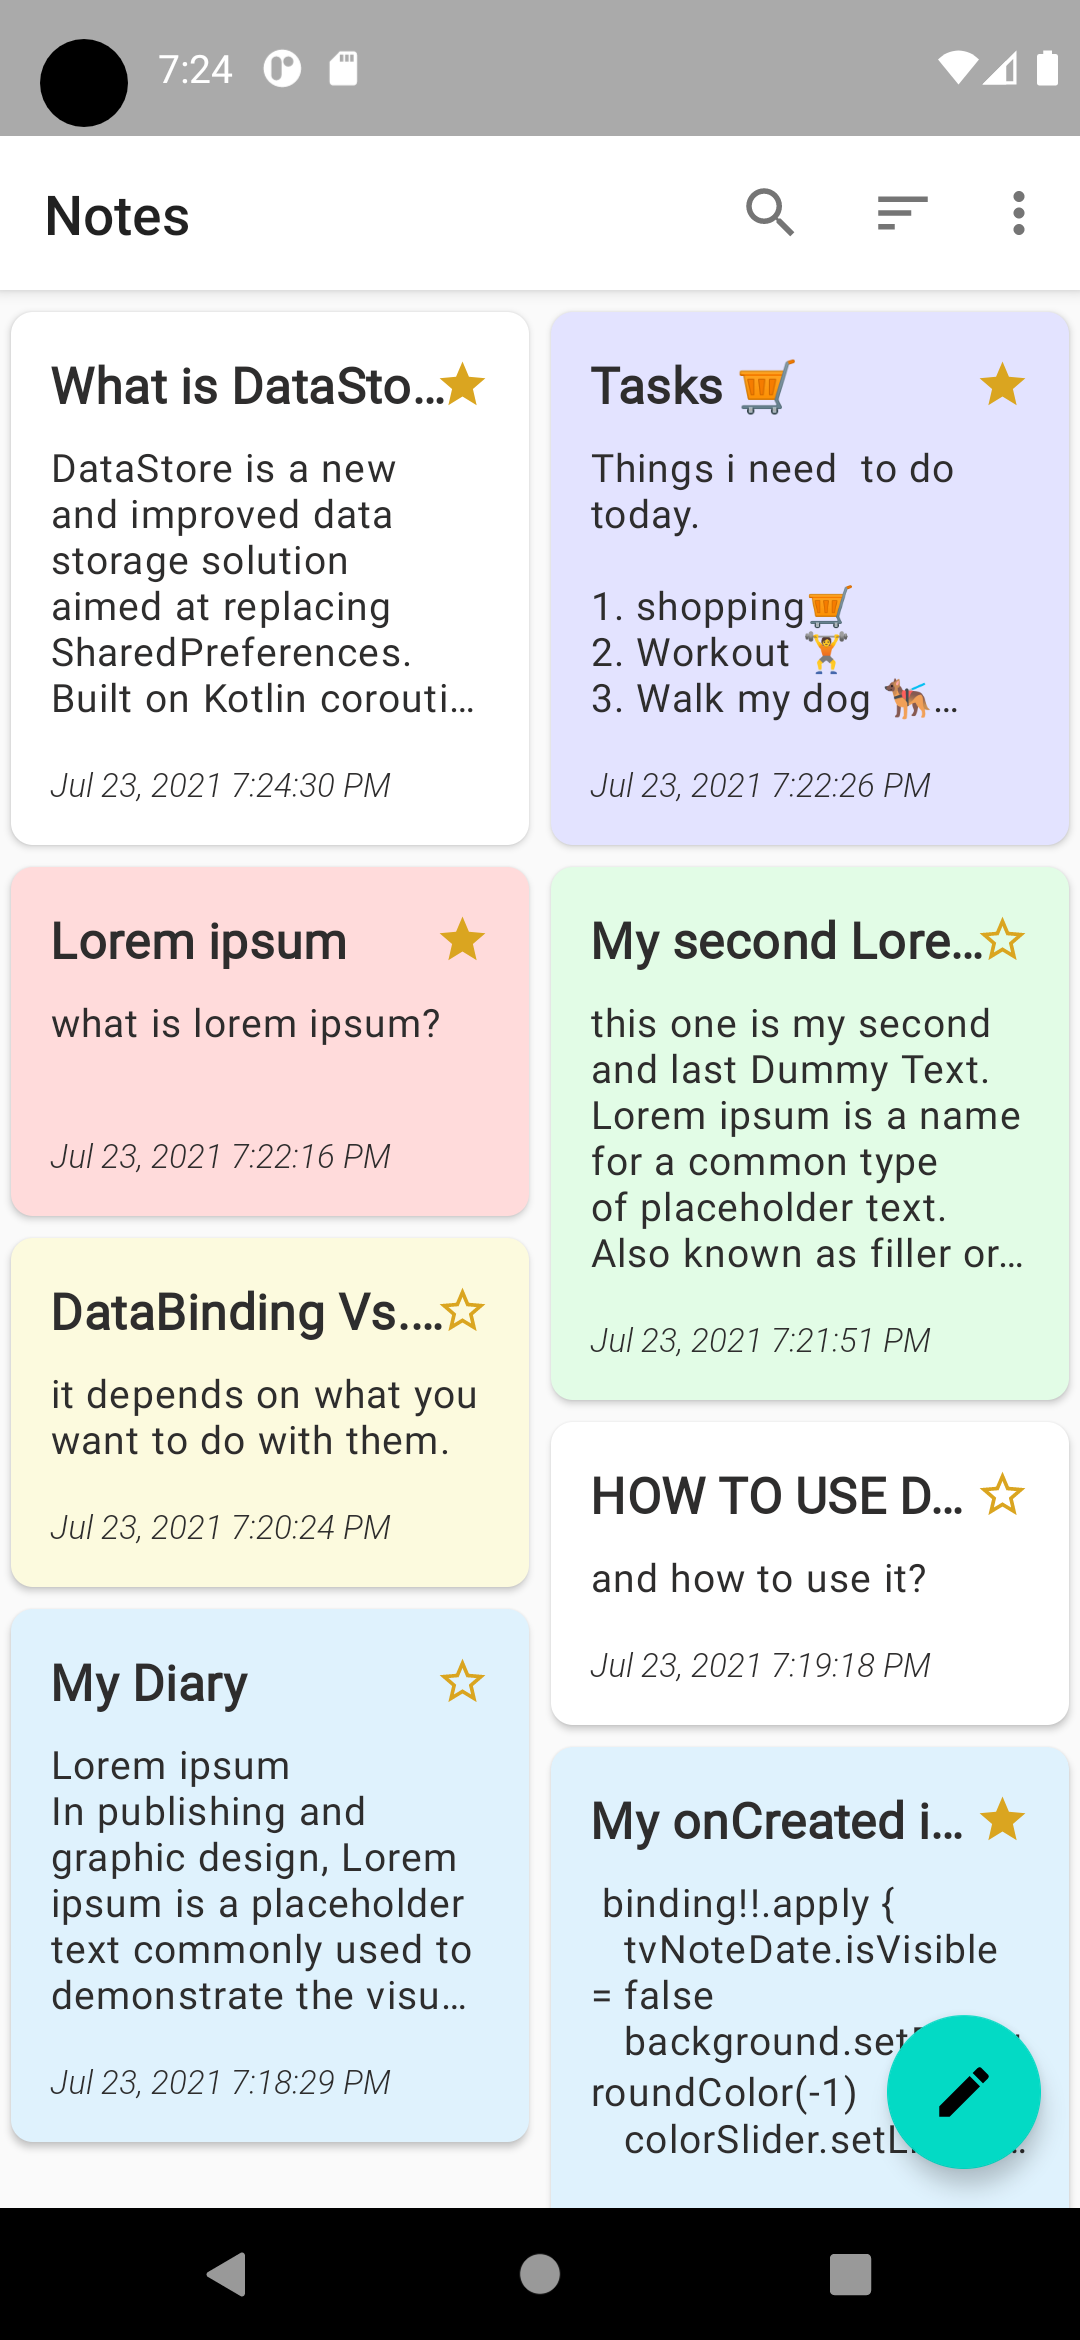 7:24
Notes
What is DataSto...
DataStore is a new
and improved data
storage solution
aimed at replacing
SharedPreferences.
Built on Kotlin corouti...
Jul 23, 2021 7:24:30 PM
Tasks 🛒
Things i need  to do
today.
1. shopping🛒
2. Workout 🏋️
3. Walk my dog 🐕‍🦺...
Jul 23, 2021 7:22:26 PM
Lorem ipsum
what is lorem ipsum?
Jul 23, 2021 7:22:16 PM
My second Lore...
this one is my second
and last Dummy Text.
Lorem ipsum is a name
for a common type
of placeholder text.
Also known as filler or...
Jul 23, 2021 7:21:51 PM
DataBinding Vs....
it depends on what you
want to do with them.
Jul 23, 2021 7:20:24 PM
HOW TO USE D...
and how to use it?
Jul 23, 2021 7:19:18 PM
My Diary
Lorem ipsum
In publishing and
graphic design, Lorem
ipsum is a placeholder
text commonly used to
demonstrate the visu...
Jul 23, 2021 7:18:29 PM
My onCreated i...
binding!!.apply {
tvNoteDate.isVisible
= false
roundColor(-1)